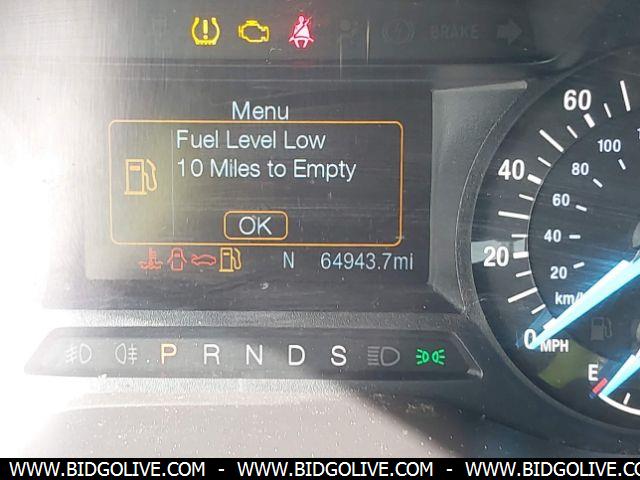 BRAKE
Menu
Fuel Level Low
10 Miles to Empty
OK
N 64943.7mi
P R N D S
60
40
20
0
MPH
100
80
60
40
20
km/
E
WWW.BIDGOLIVE.COM - WWW.BIDGOLIVE.COM - WWW.BIDGOLIVE.COM